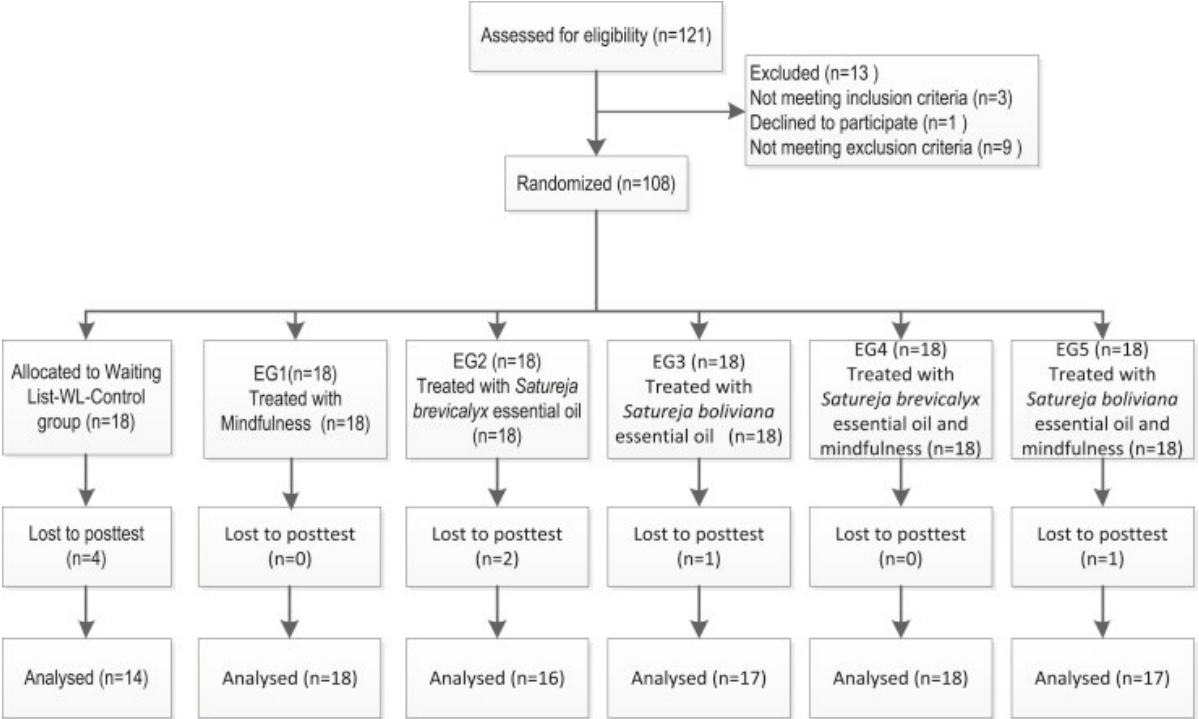 Assessed for eligibility (n=121)
Excluded (n=13 )
Not meeting inclusion criteria (n=3)
Declined to participate (n=1 )
Not meeting exclusion criteria (n=9 )
Randomized (n=108)
Allocated to Waiting
List-WL-Control
group (n=18)
EG1(n=18)
Treated with
Mindfulness (n=18)
EG2 (n=18)
Treated with Satureja
brevicalyx essential oil
(n=18)
EG3 (n=18)
Treated with
Satureja boliviana
essential oil (n=18)
EG4 (n=18)
Treated with
Satureja brevicalyx
essential oil and
mindfulness (n=18)
EG5 (n=18)
Treated with
Satureja boliviana
essential oil and
mindfulness (n=18)
Lost to posttest
(n=4)
Lost to posttest
(n=0)
Lost to posttest
(n=2)
Lost to posttest
(n=1)
Lost to posttest
(n=0)
Lost to posttest
(n=1)
Analysed (n=14)
Analysed (n=18)
Analysed (n=16)
Analysed (n=17)
Analysed (n=18)
Analysed (n=17)